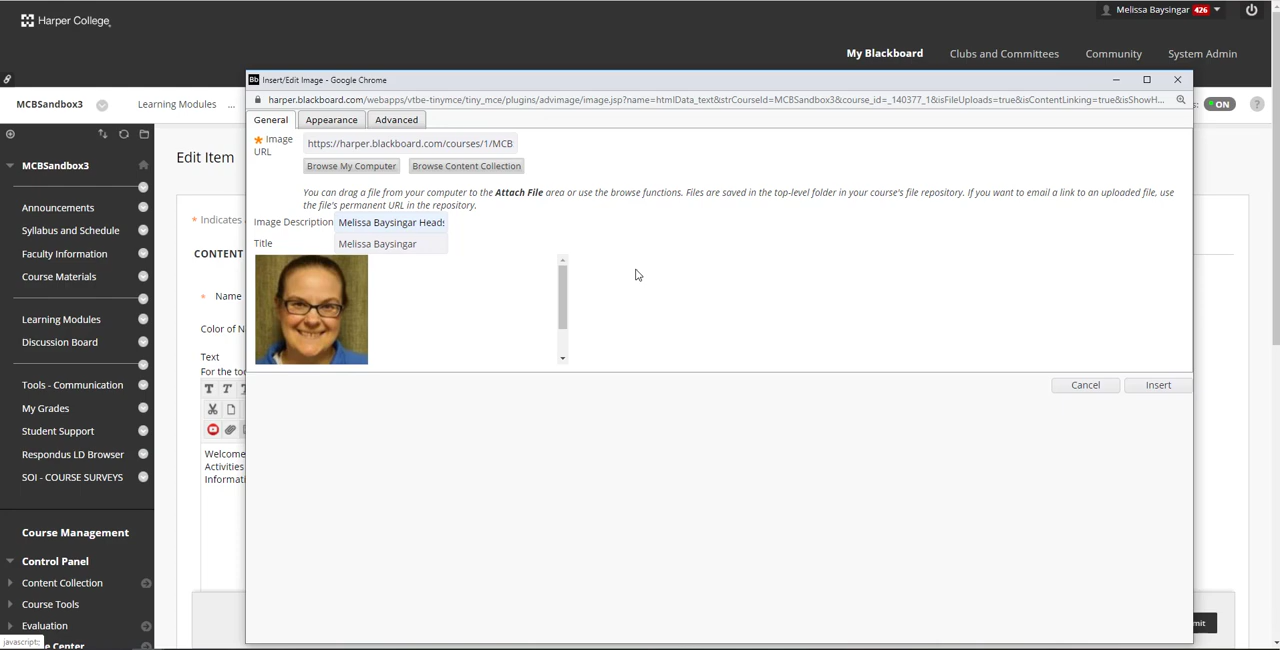 Harper College
Melissa Baysingar 426
My Blackboard Clubs and Committees Community System Admin
Bb Insert/Edit Image - Google Chrome
harper.blackboard.com/webapps/vtbe-tinymce/tiny_mce/plugins/advimage/image.jsp?name=htmlData_text&strCourseId=MCBSandbox3&course_id=_140377_1&isFileUploads=true&isContentLinking=true&isShowH...
MCBSandbox3 Learning Modules ...
s: ON ?
General Appearance Advanced
Image URL https://harper.blackboard.com/courses/1/MCB
Browse My Computer Browse Content Collection
You can drag a file from your computer to the Attach File area or use the browse functions. Files are saved in the top-level folder in your course's file repository. If you want to email a link to an uploaded file, use
the file's permanent URL in the repository.
Image Description Melissa Baysingar Heads
Title Melissa Baysingar
Cancel Insert
MCBSandbox3
Announcements
Syllabus and Schedule
Faculty Information
Course Materials
Learning Modules
Discussion Board
Tools - Communication
My Grades
Student Support
Respondus LD Browser
SOI - COURSE SURVEYS
Course Management
Control Panel
Content Collection
Course Tools
Evaluation
javascript:;
e Center
Edit Item
* Indicates
CONTENT
* Name
Color of N
Text
For the too
T T T
Welcome
Activities
Informati
mit